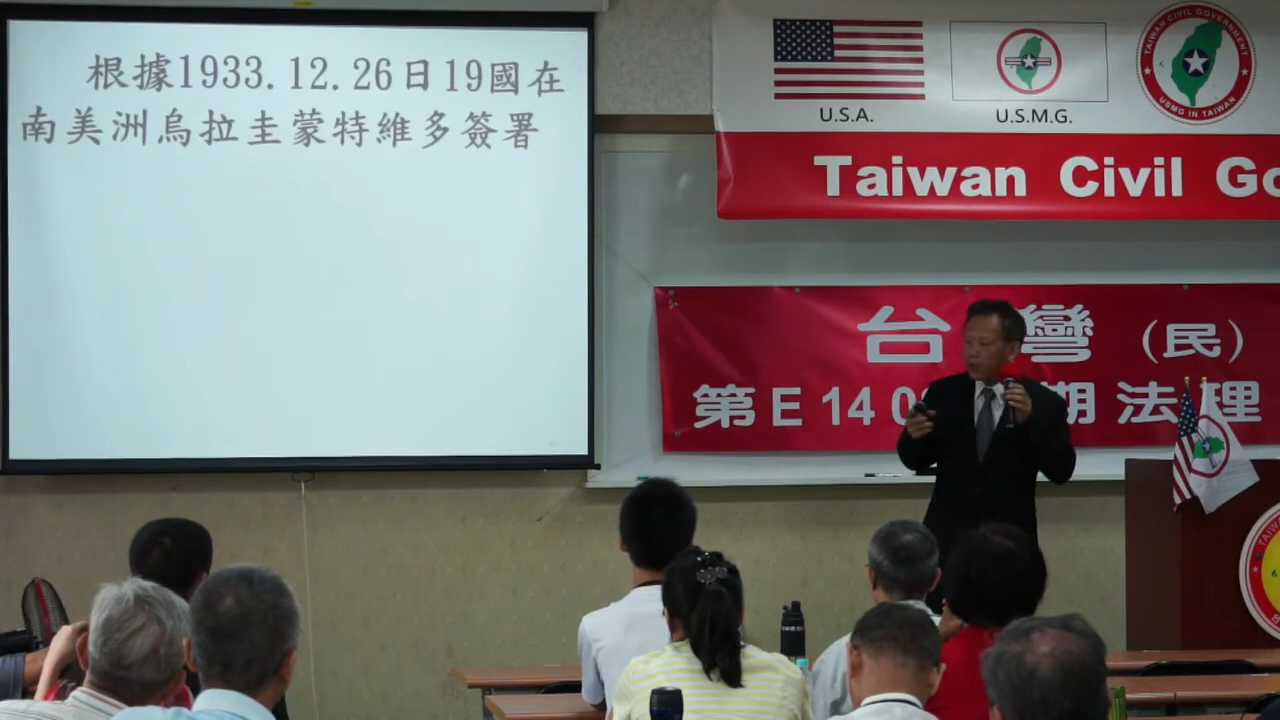 根據1933.12.26日19國在
南美洲烏拉圭蒙特維多簽署
U.S.A.
U.S.M.G.
TAIWAN CIVIL GOVERNMENT
USMG IN TAIWAN
Taiwan Civil Go
台灣(民)
第E 14 0 期法理